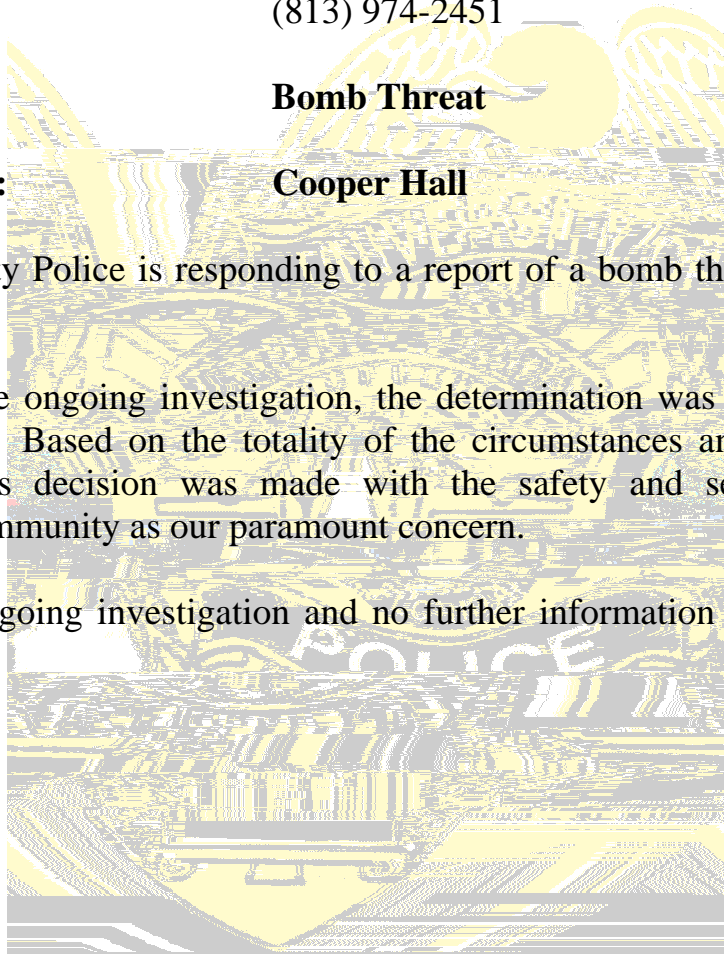 (813) 974-2451
Bomb Threat
: Cooper Hall
y Police is responding to a report of a bomb th
e ongoing investigation, the determination was
. Based on the totality of the circumstances an
s decision was made with the safety and se
mmunity as our paramount concern.
going investigation and no further information
POLICE